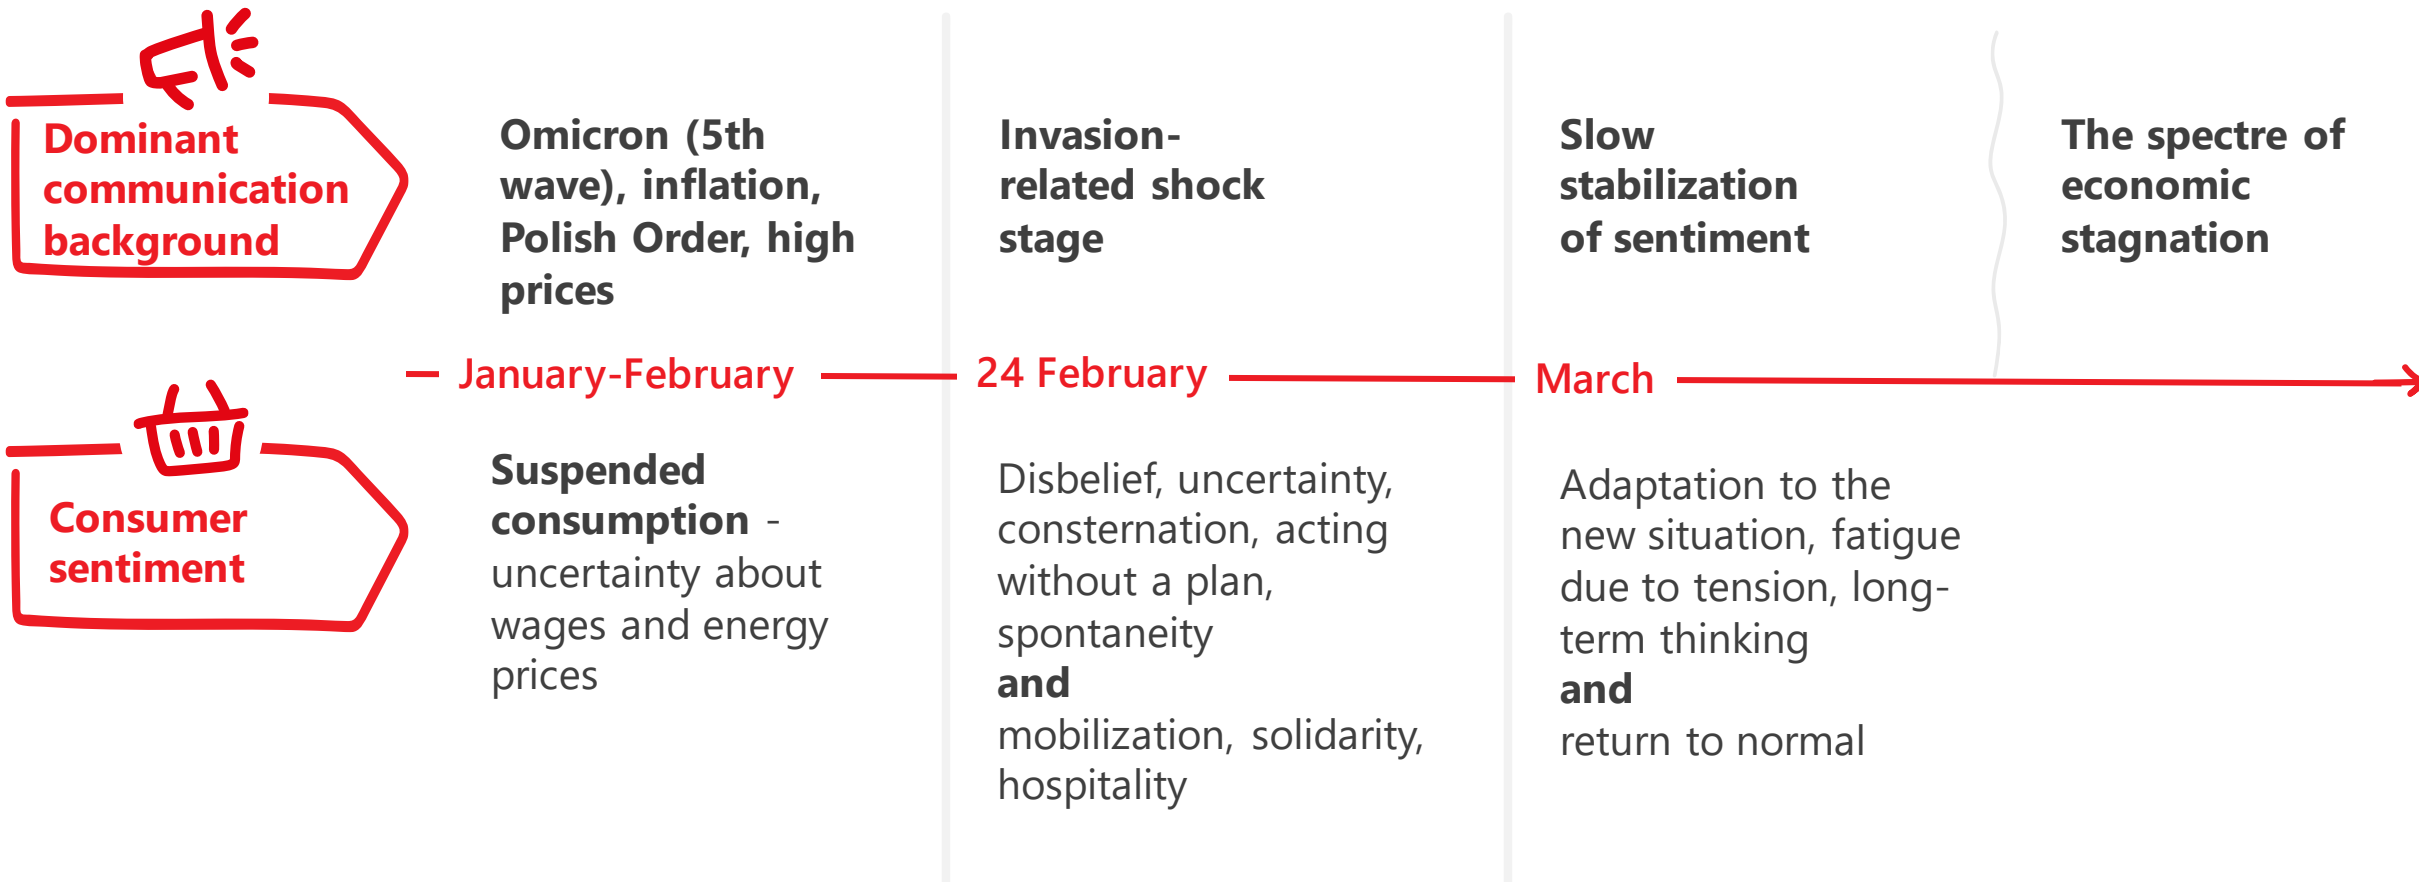 Dominant
communication
background
Omicron (5th
wave), inflation,
Polish Order, high
prices
Invasion-
related shock
stage
Slow
stabilization
of sentiment
The spectre of
economic
stagnation
January-February
24 February
March
Consumer
sentiment
Suspended
consumption -
uncertainty about
wages and energy
prices
Disbelief, uncertainty,
consternation, acting
without a plan,
spontaneity
and
mobilization, solidarity,
hospitality
Adaptation to the
new situation, fatigue
due to tension, long-
term thinking
and
return to normal